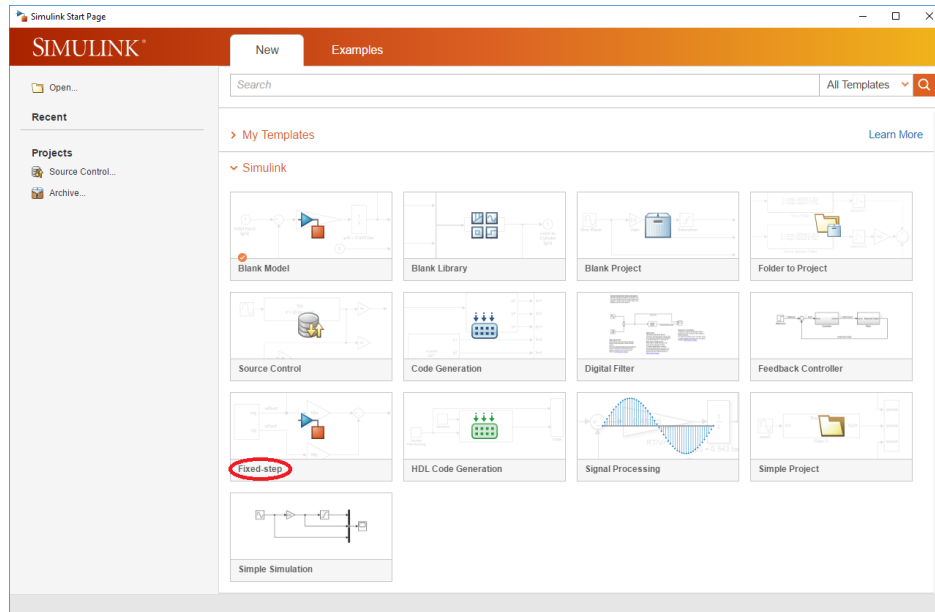 Simulink Start Page
SIMULINK®
New
Examples
Open...
Recent
Projects
Source Control...
Archive...
Search
All Templates
My Templates
Learn More
Simulink
Blank Model
Blank Library
Blank Project
Folder to Project
Source Control
Code Generation
Digital Filter
Feedback Controller
Fixed-step
HDL Code Generation
Signal Processing
Simple Project
Simple Simulation